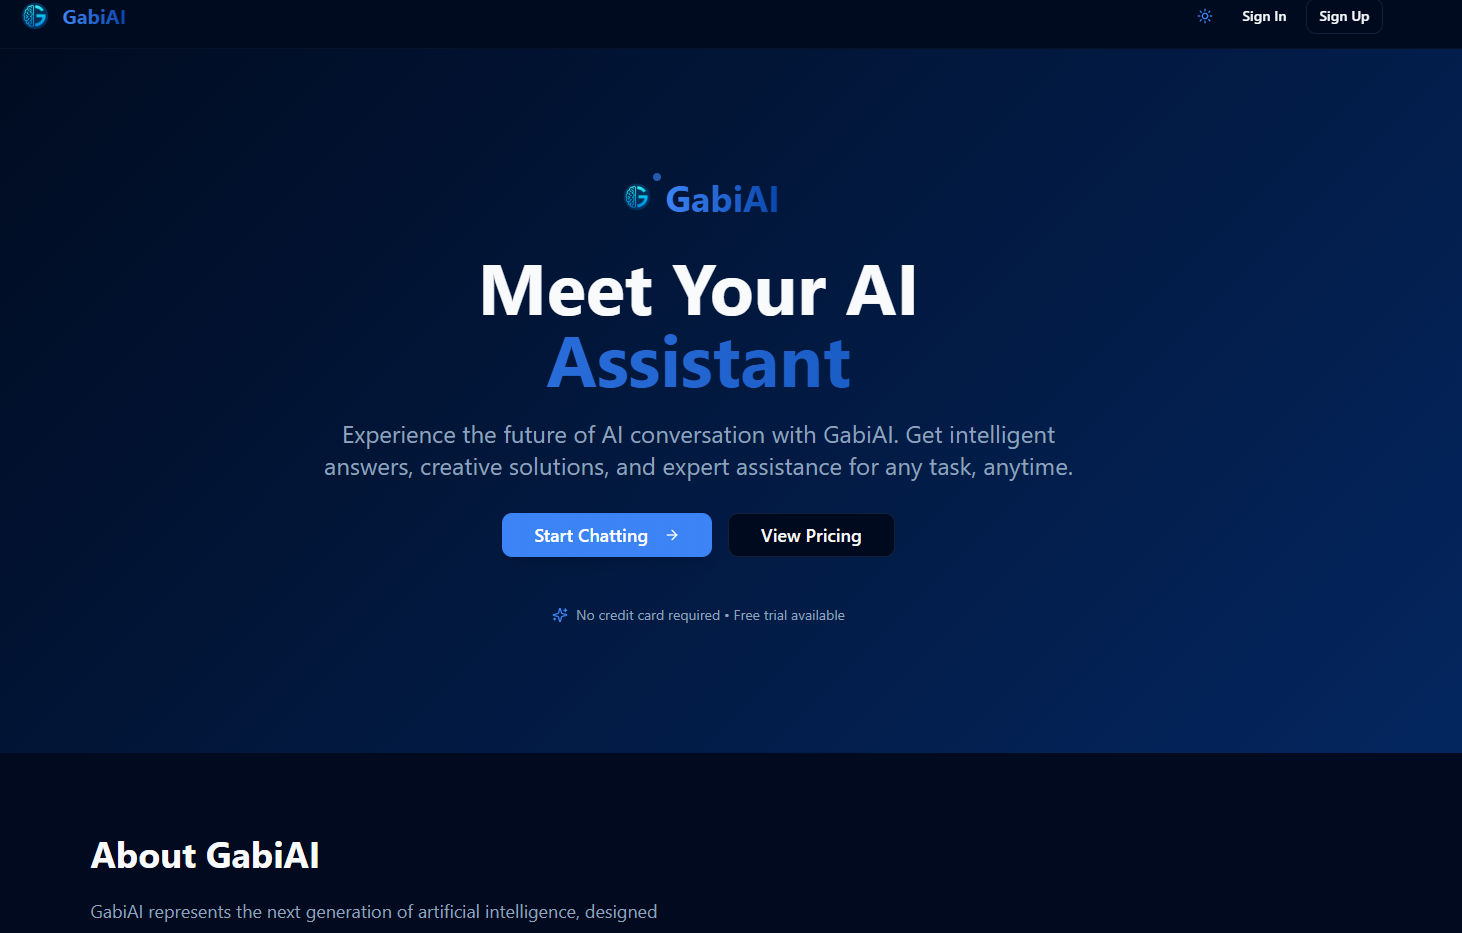 GabiAI
Sign In
Sign Up
GabiAI
Meet Your AI
Assistant
Experience the future of AI conversation with GabiAI. Get intelligent
answers, creative solutions, and expert assistance for any task, anytime.
Start Chatting
View Pricing
No credit card required • Free trial available
About GabiAI
GabiAI represents the next generation of artificial intelligence, designed